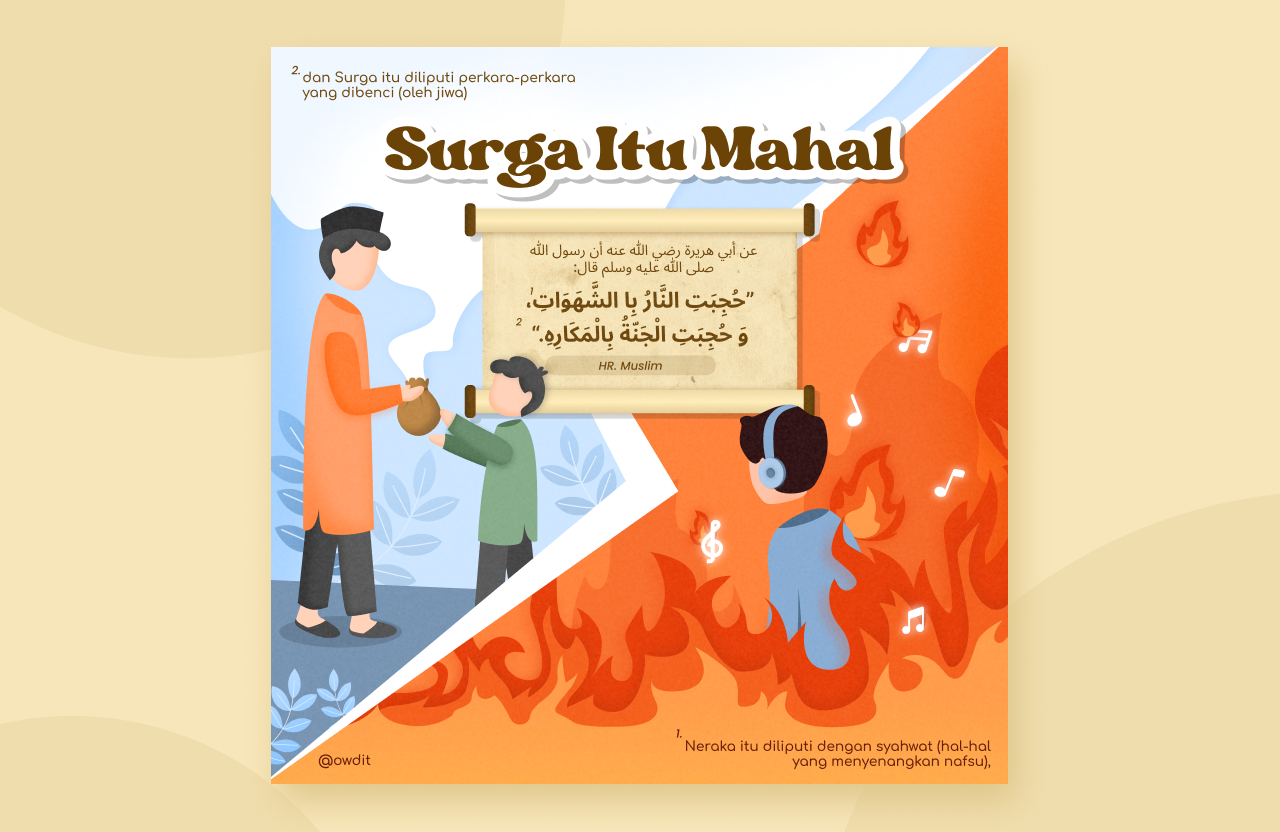 2. dan Surga itu diliputi perkara-perkara
yang dibenci (oleh jiwa)
Surga Itu Mahal
عن أبي هريرة رضي الله عنه أن رسول الله
صلى الله عليه وسلم قال:
”حُجِبَتِ النَّارُ بِا الشَّهَوَاتِ1،
وَ حُجِبَتِ الْجَنّةُ بِالْمَكَارِهِ.“ 2
HR. Muslim
1. Neraka itu diliputi dengan syahwat (hal-hal
yang menyenangkan nafsu),
@owdit